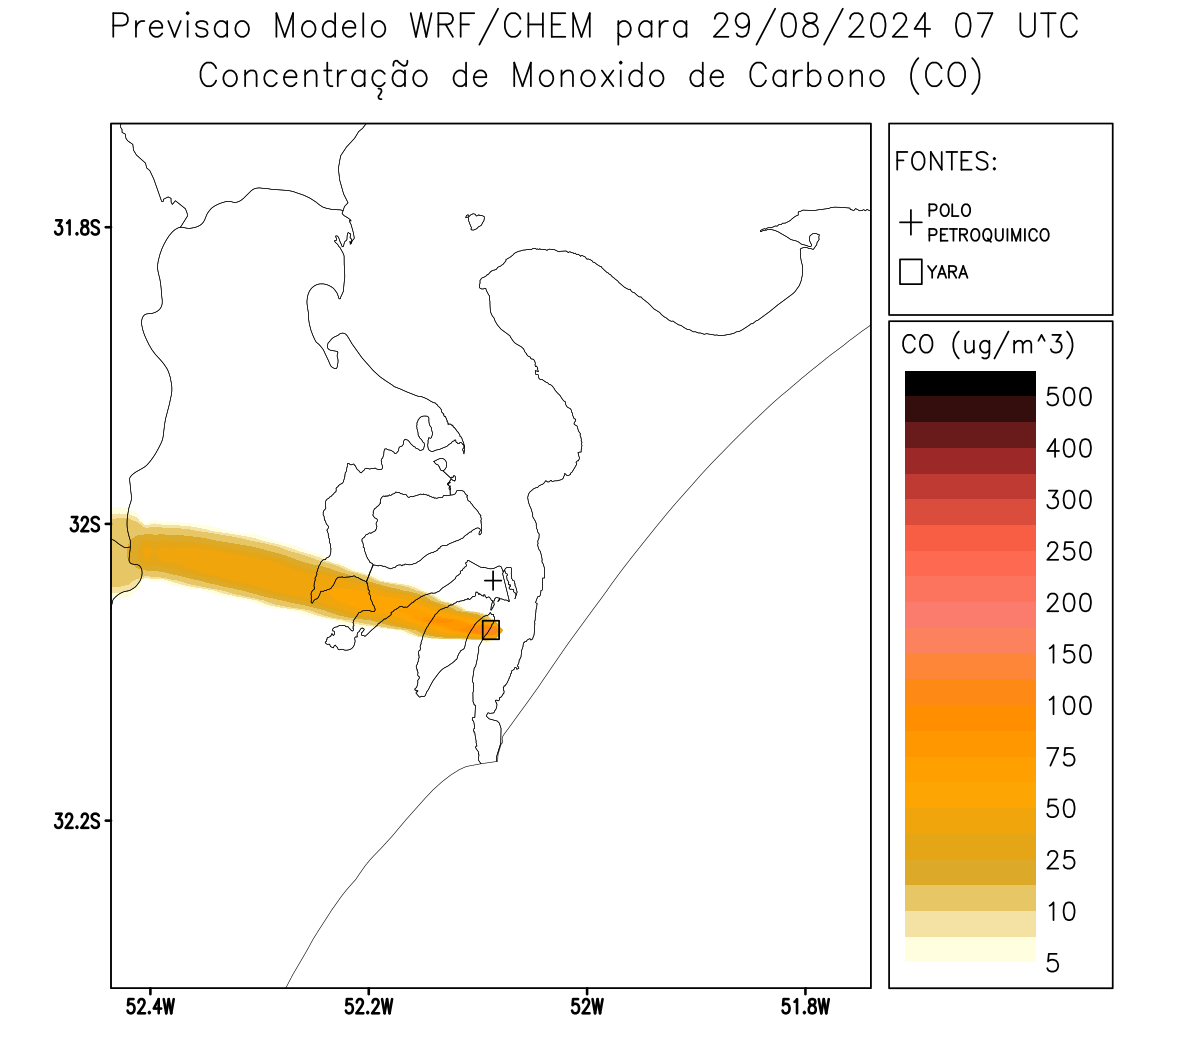 Previsao Modelo WRF/CHEM para 29/08/2024 07 UTC
Concentração de Monoxido de Carbono (CO)
FONTES:
POLO
PETROQUIMICO
YARA
CO (ug/m^3)
500
400
300
250
200
150
100
75
50
25
10
5
31.8S
32S
32.2S
52.4W
52.2W
52W
51.8W